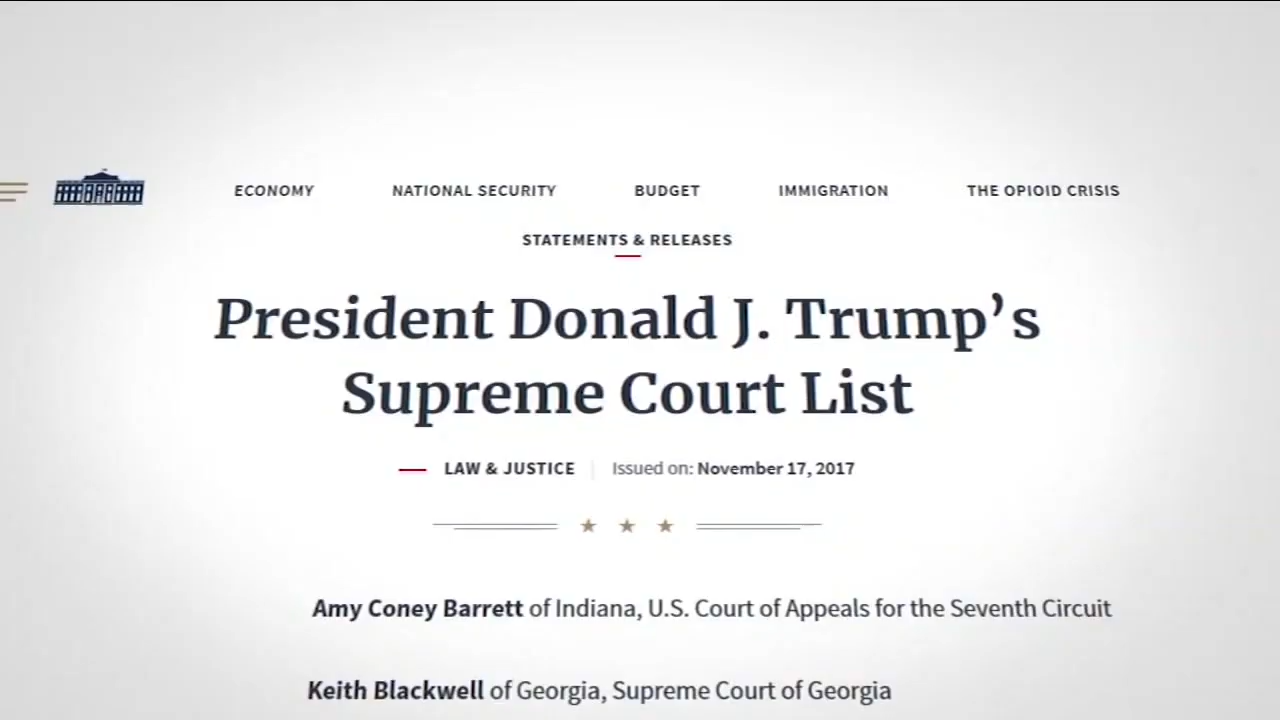 ECONOMY NATIONAL SECURITY BUDGET IMMIGRATION THE OPIOID CRISIS
STATEMENTS & RELEASES
President Donald J. Trump’s
Supreme Court List
LAW & JUSTICE Issued on: November 17, 2017
Amy Coney Barrett of Indiana, U.S. Court of Appeals for the Seventh Circuit
Keith Blackwell of Georgia, Supreme Court of Georgia